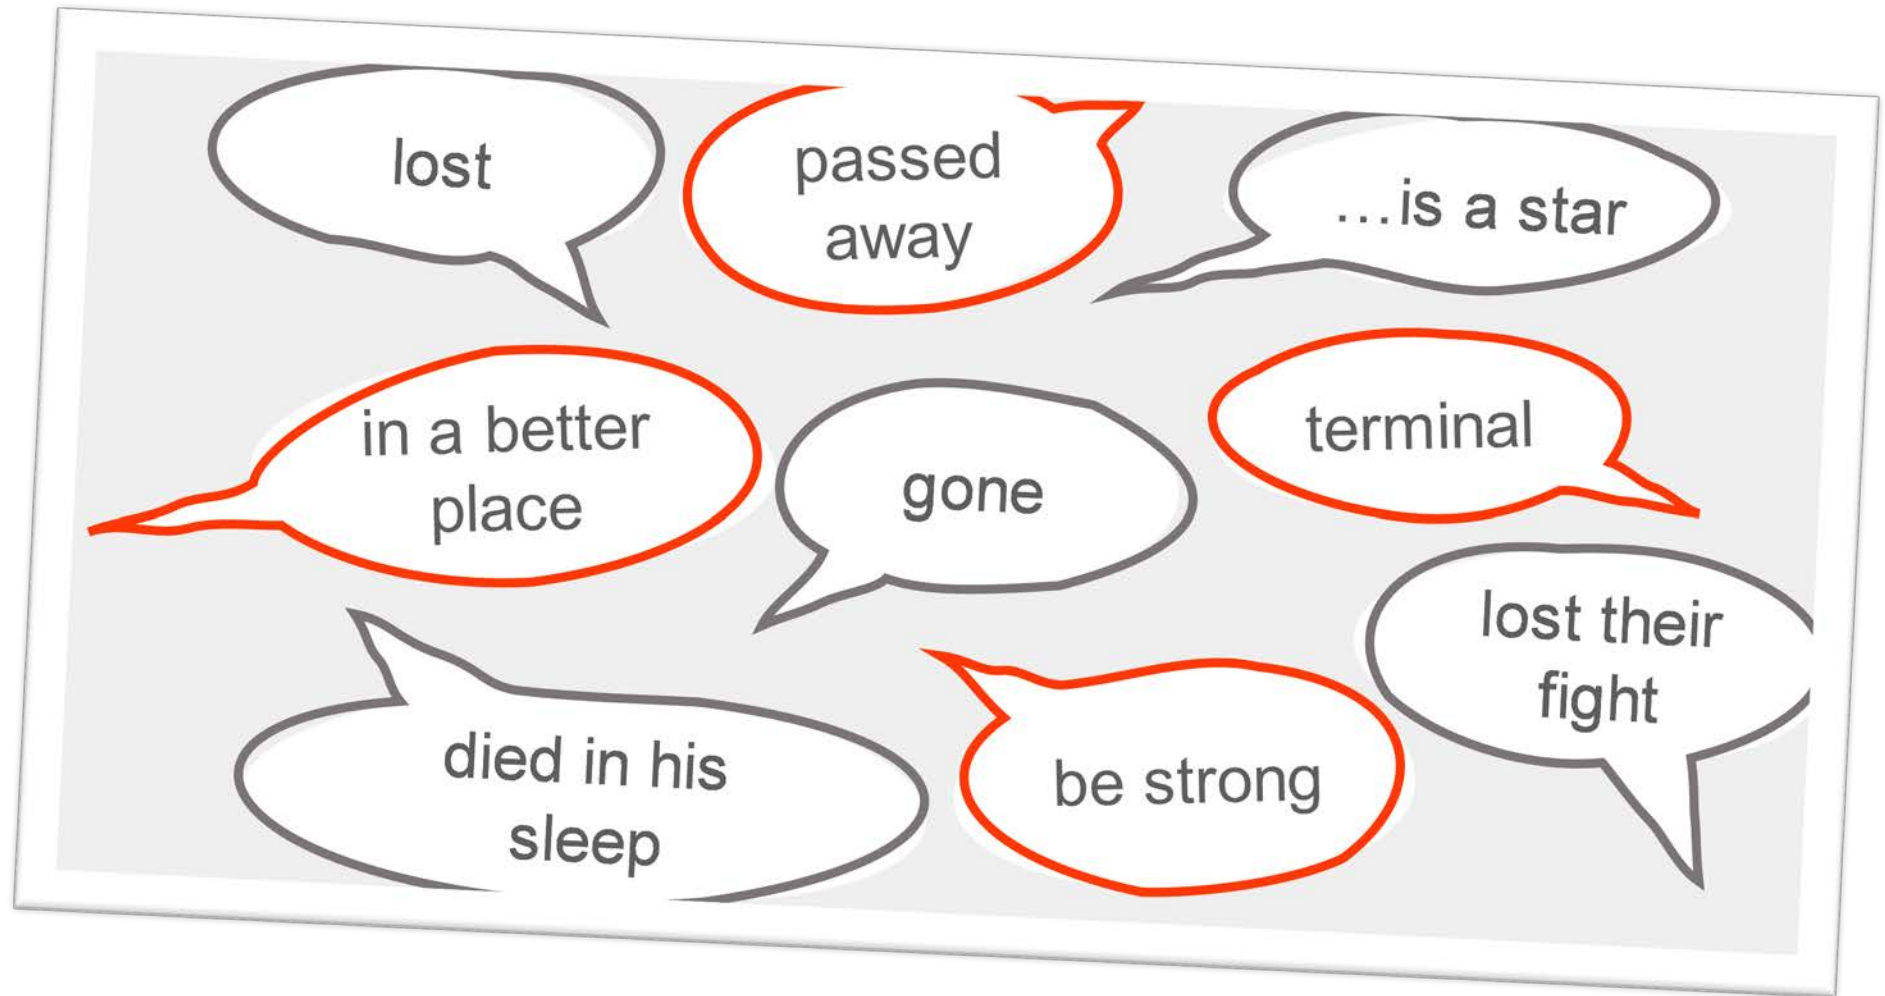 lost
passed
away
…is a star
in a better
place
gone
terminal
lost their
fight
died in his
sleep
be strong